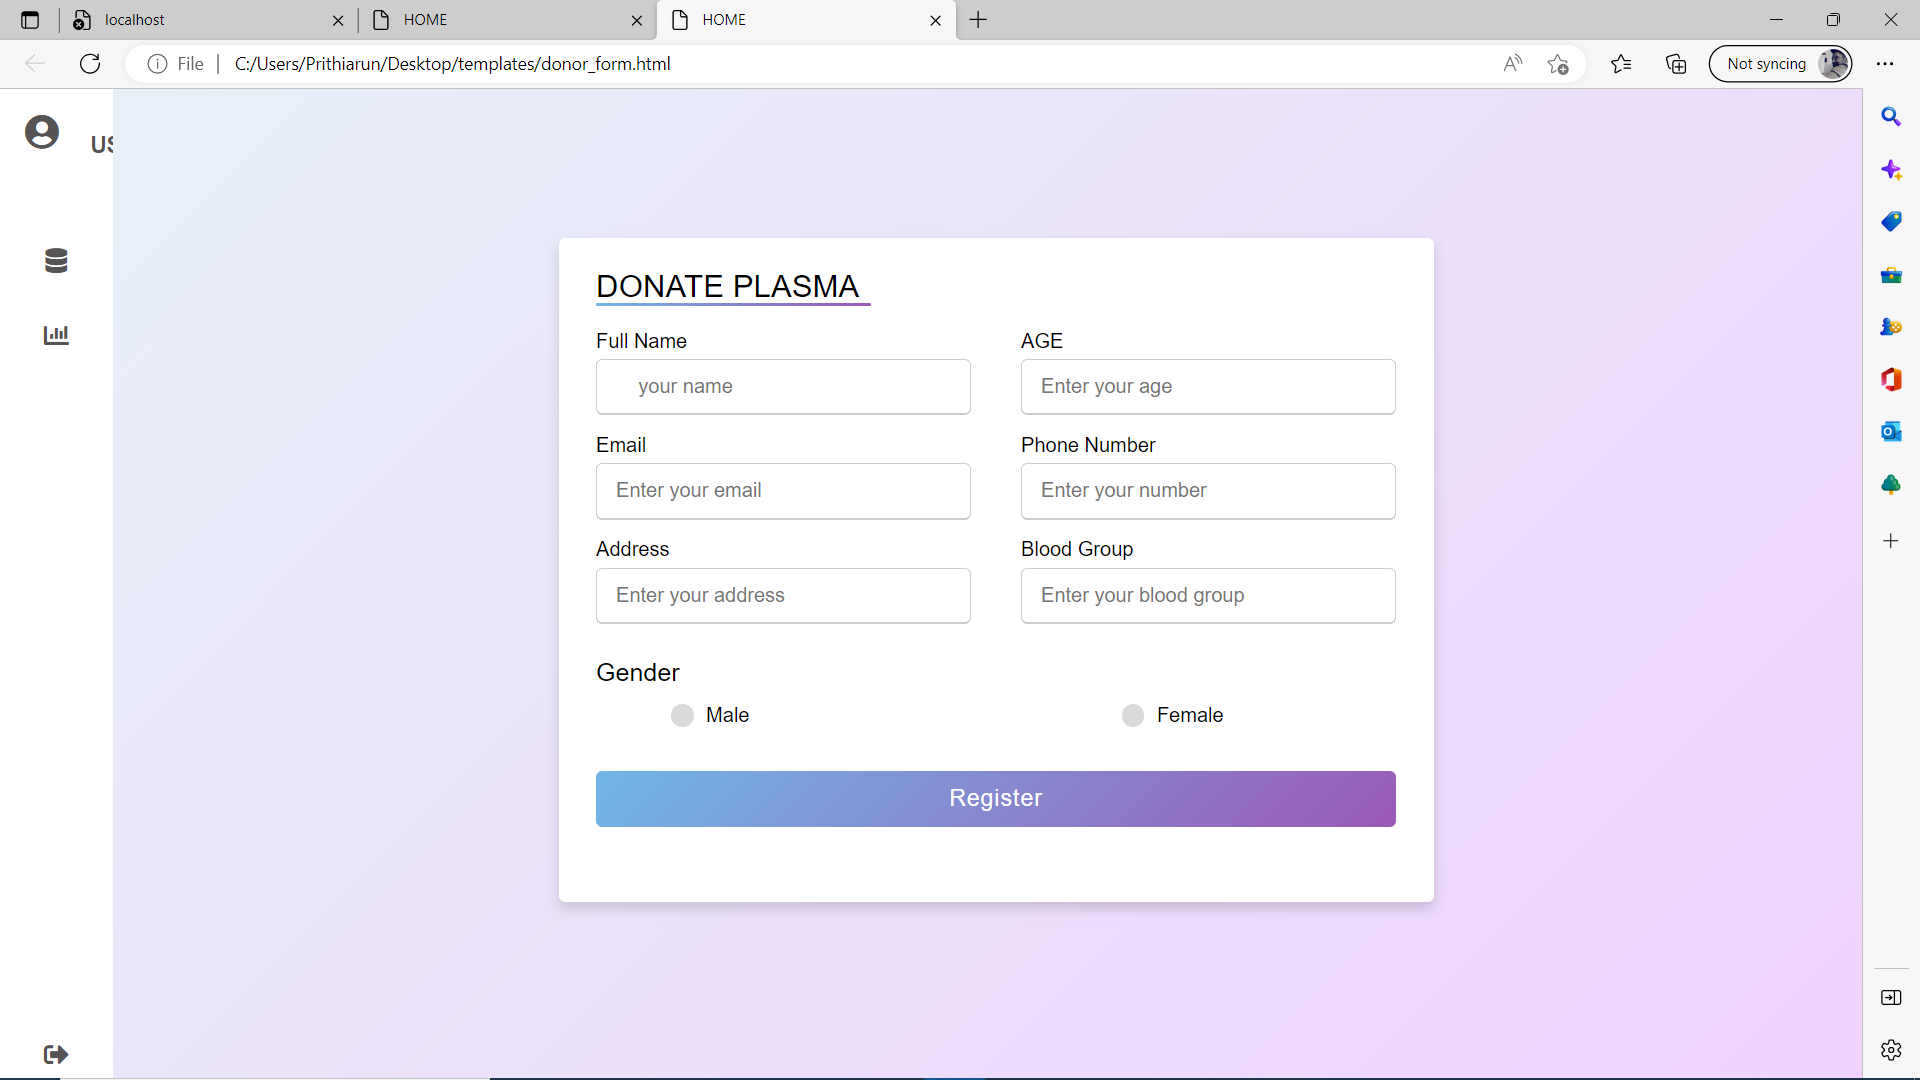 localhost
HOME
HOME
File
C:/Users/Prithiarun/Desktop/templates/donor_form.html
Not syncing
US
DONATE PLASMA
Full Name
AGE
your name
Enter your age
Email
Phone Number
Enter your email
Enter your number
Address
Blood Group
Enter your address
Enter your blood group
Gender
Male
Female
Register